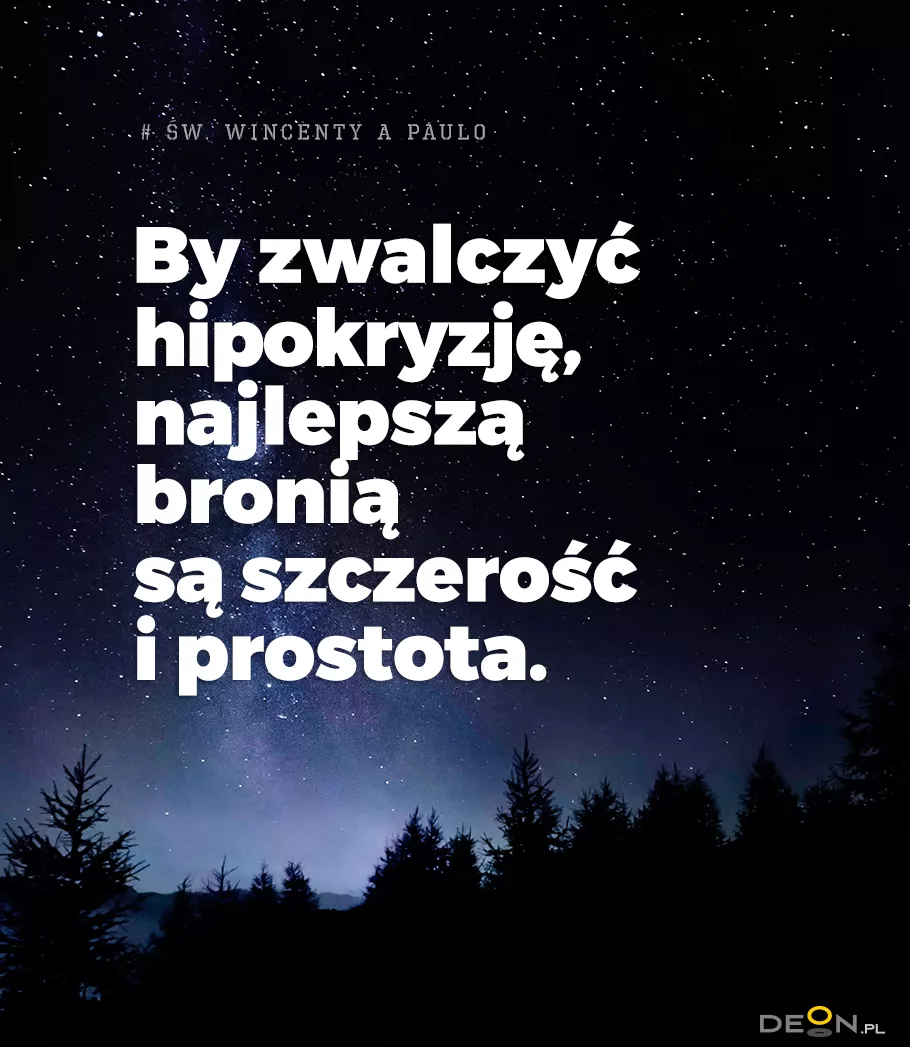 # ŚW. WINCENTY A PAULO
By zwalczyć
hipokryzję,
najlepszą
bronią
są szczerość
i prostota.
DEON.PL